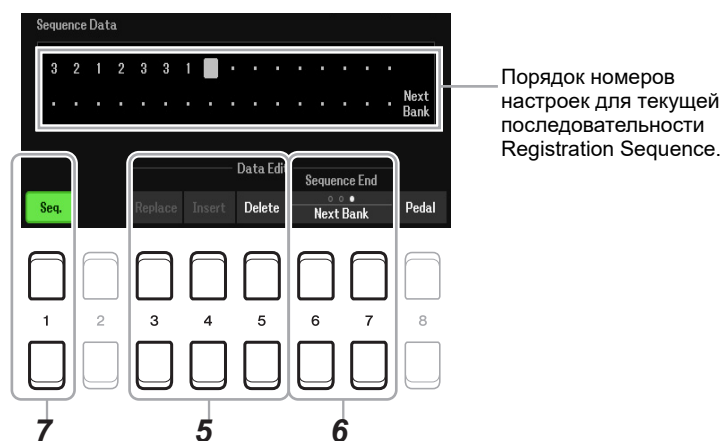 Sequence Data
3 2 1 2 3 3 1
Next
Bank
Порядок номеров
настроек для текущей
последовательности
Registration Sequence.
Data Edi
Sequence End
Seq. Replace Insert Delete Next Bank Pedal
1 2 3 4 5 6 7 8
7 5 6